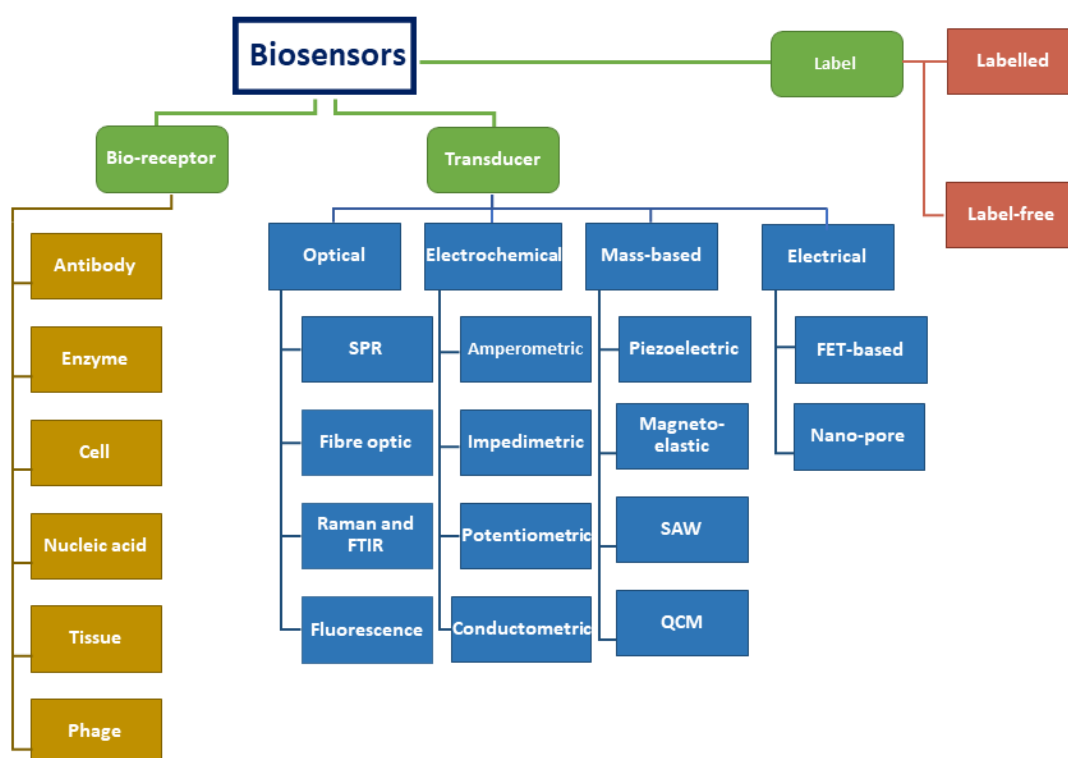 Biosensors
Label
Labelled
Label-free
Bio-receptor
Transducer
Antibody
Enzyme
Cell
Nucleic acid
Tissue
Phage
Optical
SPR
Fibre optic
Raman and
FTIR
Fluorescence
Electrochemical
Amperometric
Impedimetric
Potentiometric
Conductometric
Mass-based
Piezoelectric
Magneto-
elastic
SAW
QCM
Electrical
FET-based
Nano-pore